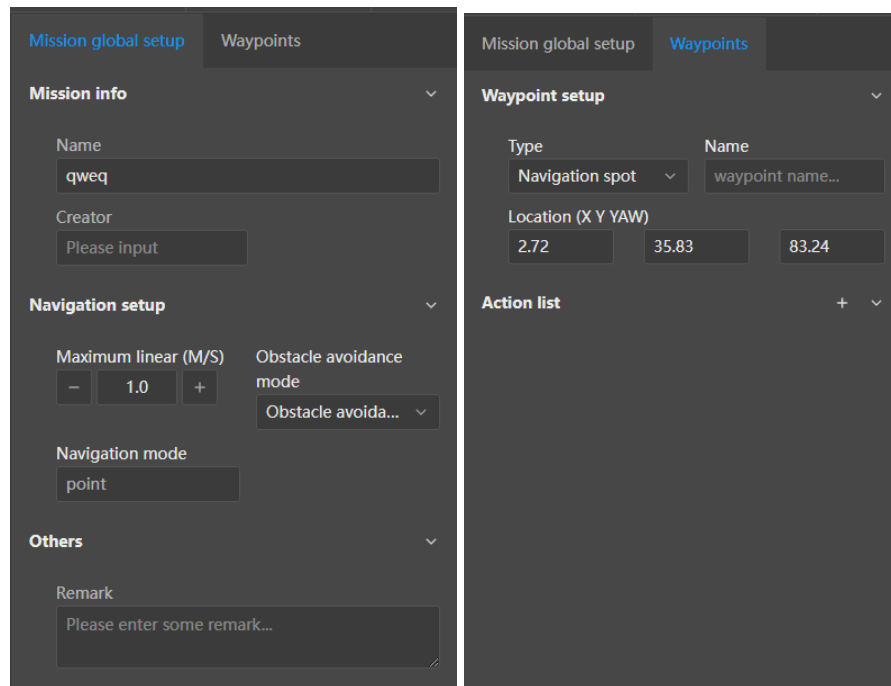 Mission global setup
Waypoints
Mission info
Name
qweq
Creator
Please input
Navigation setup
Maximum linear (M/S)
Obstacle avoidance
mode
− 1.0 +
Obstacle avoida...
Navigation mode
point
Others
Remark
Please enter some remark...
Mission global setup
Waypoints
Waypoint setup
Type
Name
Navigation spot
waypoint name...
Location (X Y YAW)
2.72
35.83
83.24
Action list
+